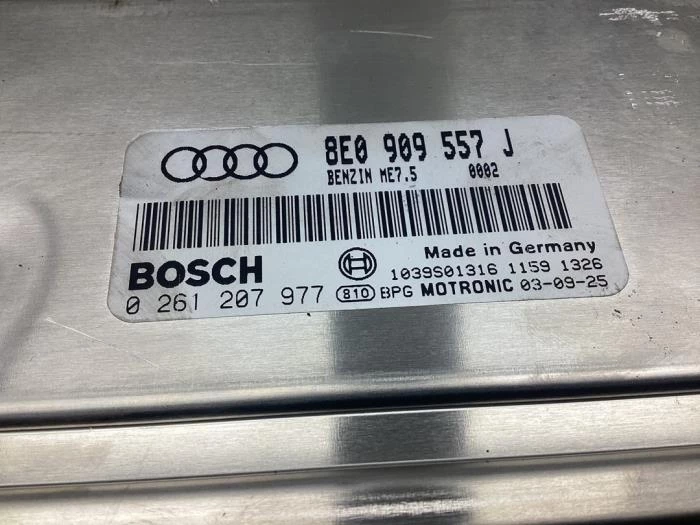 8E0 909 557 J
BENZIN ME7.5 0002
BOSCH
Made in Germany
1039S01316 1159 1326
0 261 207 977 810 BPG MOTRONIC 03-09-25